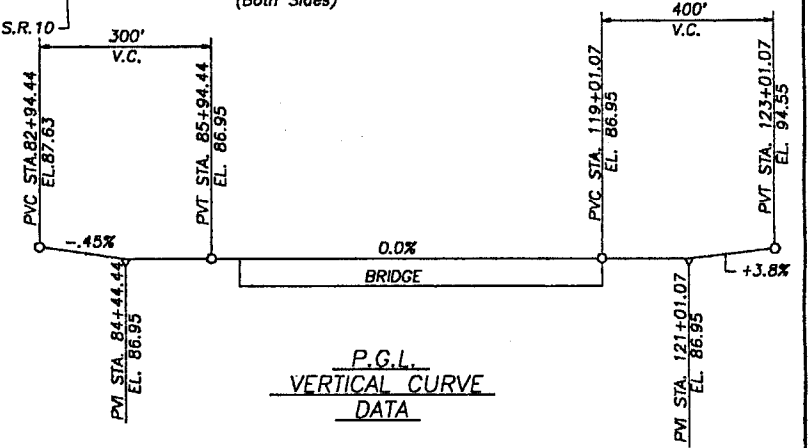 (Both Sides)
S.R.10
300'
V.C.
400'
V.C.
PVC STA.82+94.44
EL.87.63
PVT STA. 85+94.44
EL. 86.95
PVC STA. 119+01.07
EL. 86.95
PVT STA. 123+01.07
EL. 94.55
-.45%
0.0%
+3.8%
BRIDGE
PVI STA. 84+44.44
EL. 86.95
PVI STA. 121+01.07
EL. 86.95
P.G.L.
VERTICAL CURVE
DATA